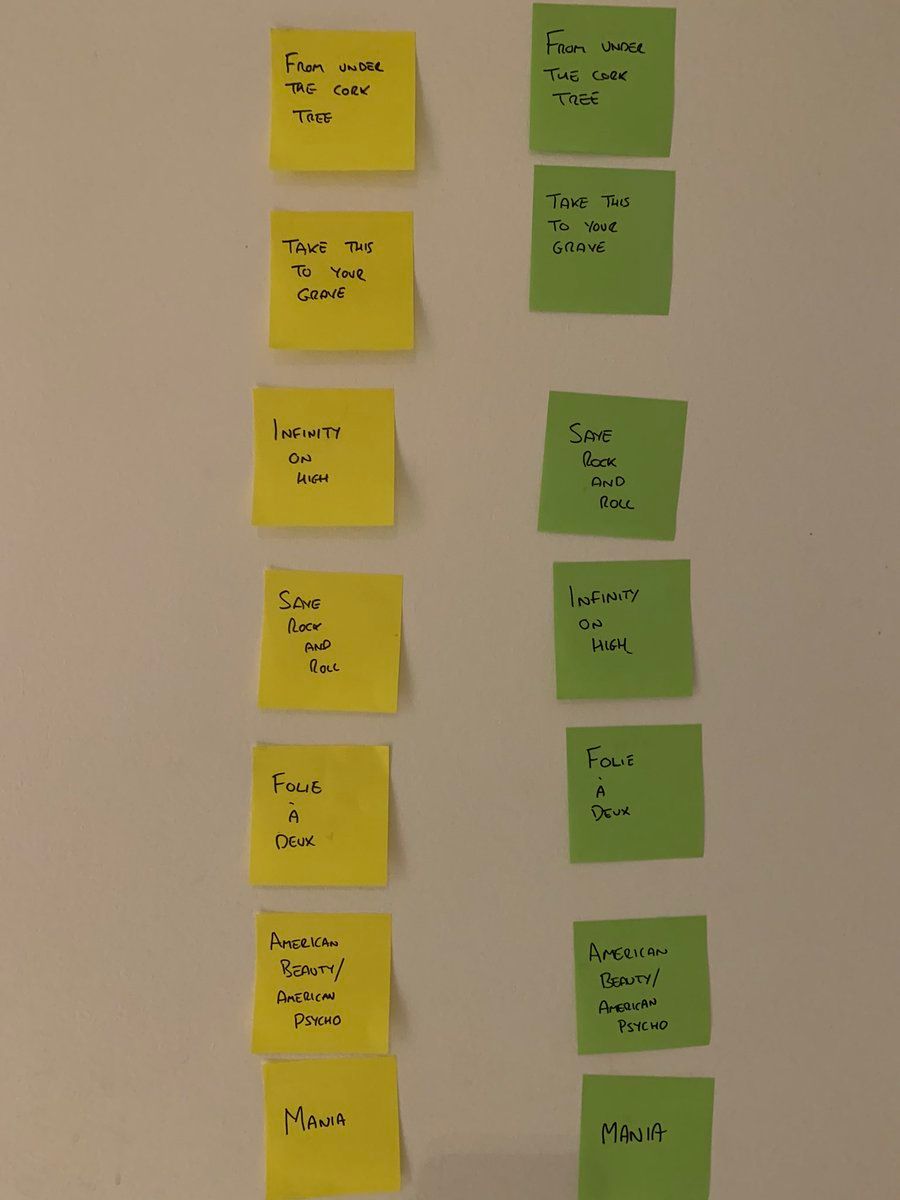 From under
the cork
tree
Take this
to your
grave
Infinity
on
high
Save
Rock
and
Roll
Folie
à
Deux
American
Beauty/
American
Psycho
Mania
From under
the cork
tree
Take this
to your
grave
Save
Rock
and
Roll
Infinity
on
high
Folie
à
Deux
American
Beauty/
American
Psycho
Mania